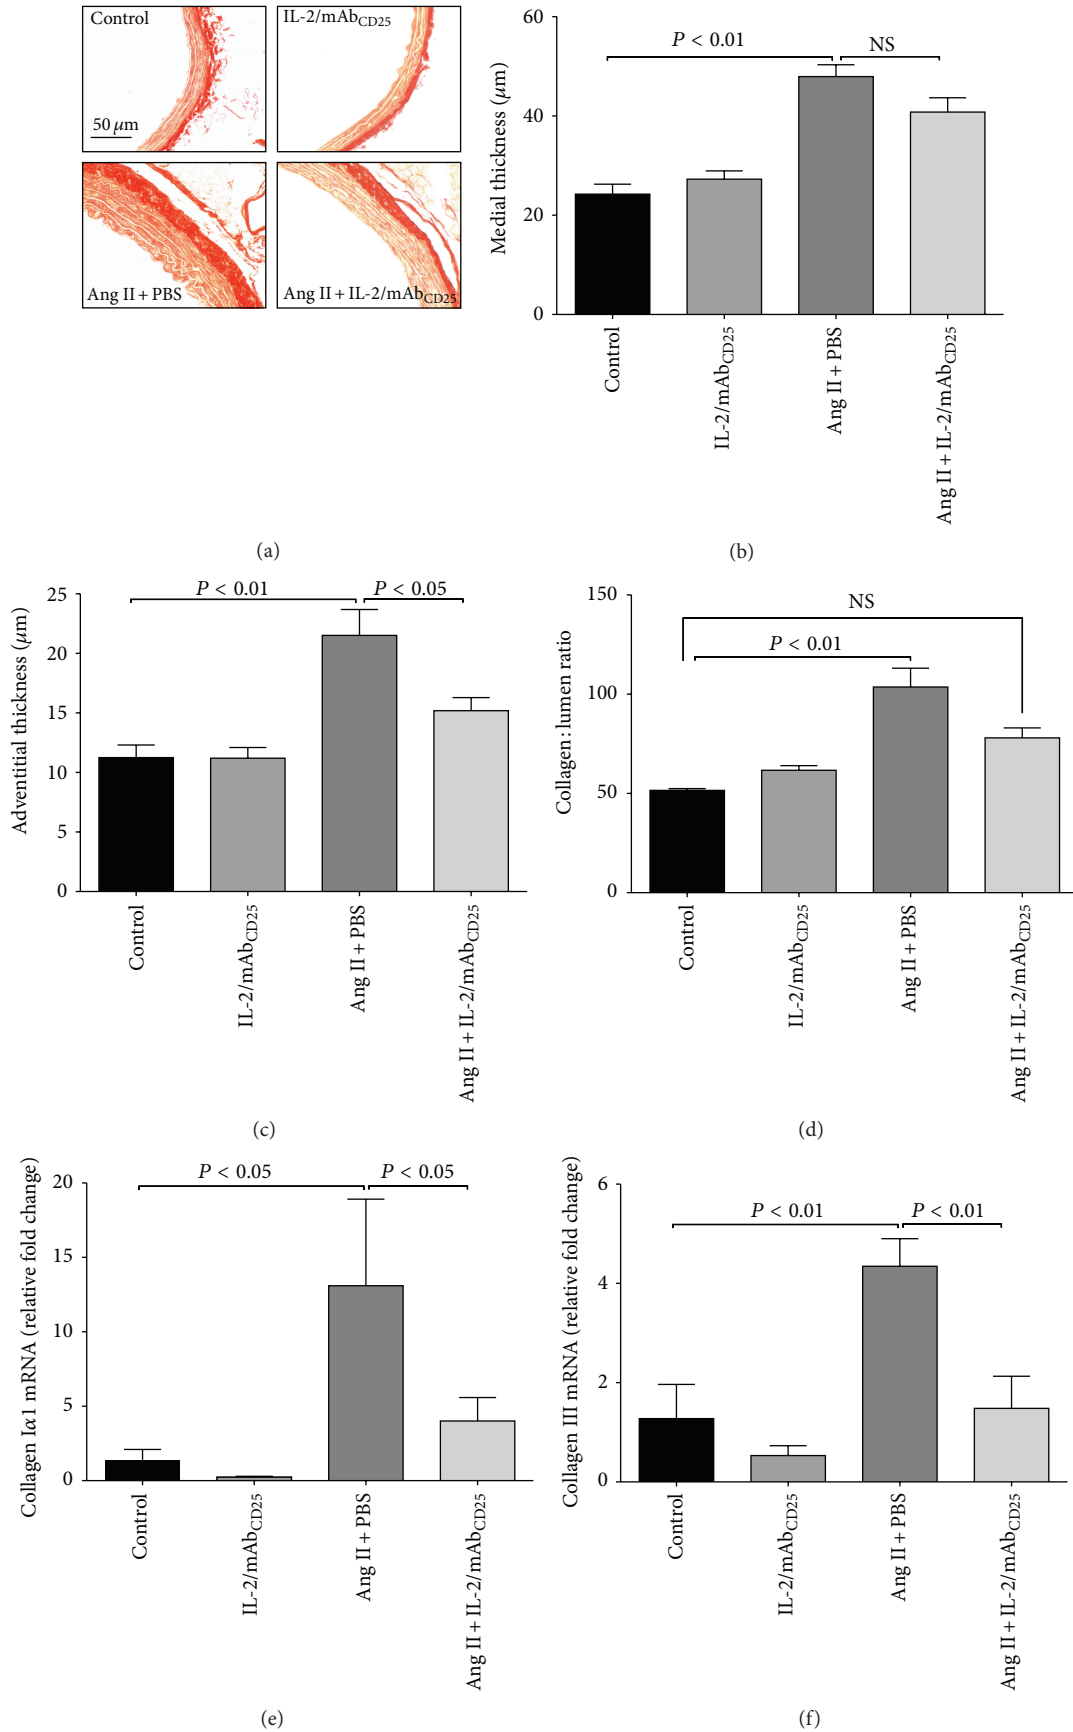 Control
IL-2/mAbCD25
50 μm
Ang II + PBS
Ang II + IL-2/mAbCD25
(a)
Medial thickness (μm)
60
40
20
0
P < 0.01
NS
Control
IL-2/mAbCD25
Ang II + PBS
Ang II + IL-2/mAbCD25
(b)
Adventitial thickness (μm)
25
20
15
10
5
0
P < 0.01
P < 0.05
Control
IL-2/mAbCD25
Ang II + PBS
Ang II + IL-2/mAbCD25
(c)
Collagen : lumen ratio
150
100
50
0
NS
P < 0.01
Control
IL-2/mAbCD25
Ang II + PBS
Ang II + IL-2/mAbCD25
(d)
Collagen Iα1 mRNA (relative fold change)
20
15
10
5
0
P < 0.05
P < 0.05
Control
IL-2/mAbCD25
Ang II + PBS
Ang II + IL-2/mAbCD25
(e)
Collagen III mRNA (relative fold change)
6
4
2
0
P < 0.01
P < 0.01
Control
IL-2/mAbCD25
Ang II + PBS
Ang II + IL-2/mAbCD25
(f)